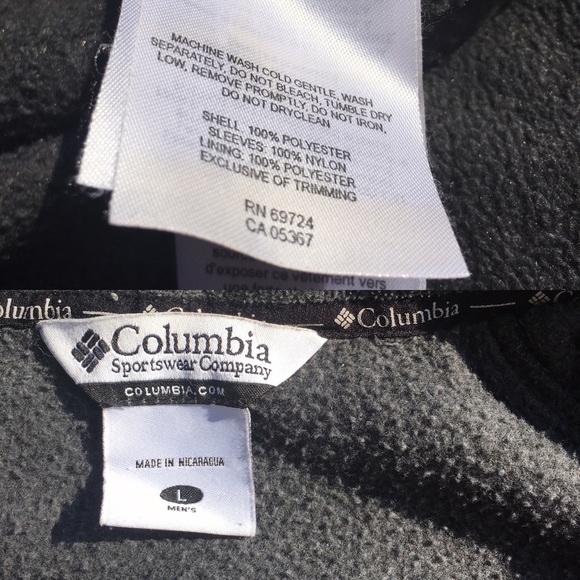 MACHINE WASH COLD GENTLE, WASH
SEPARATELY, DO NOT BLEACH, TUMBLE DRY
LOW, REMOVE PROMPTLY, DO NOT IRON,
DO NOT DRYCLEAN
SHELL: 100% POLYESTER
SLEEVES: 100% NYLON
LINING: 100% POLYESTER
EXCLUSIVE OF TRIMMING
RN 69724
CA 05367
d'exposer ce vêtement vers
olumbia
Columbia
Columbia
Sportswear Company
COLUMBIA.COM
MADE IN NICARAGUA
L
MEN'S